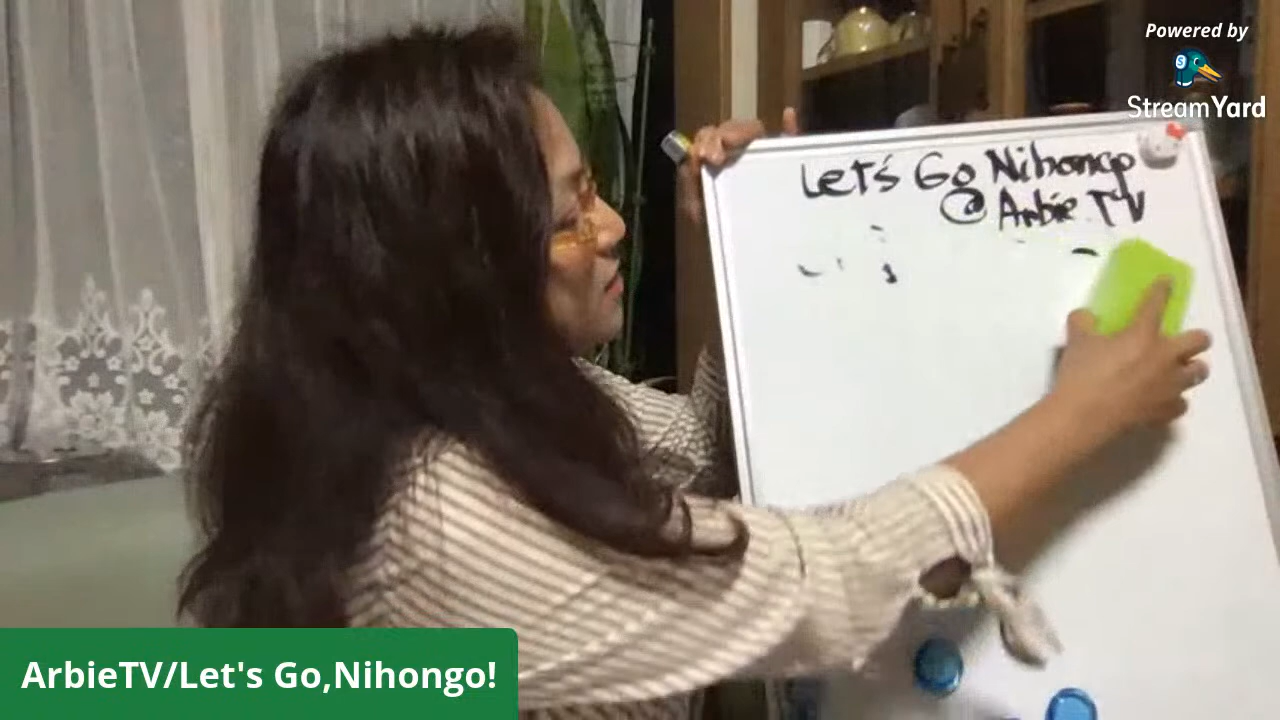 Powered by
StreamYard
Let's Go Nihongo
@ Arbie TV
ArbieTV/Let's Go,Nihongo!